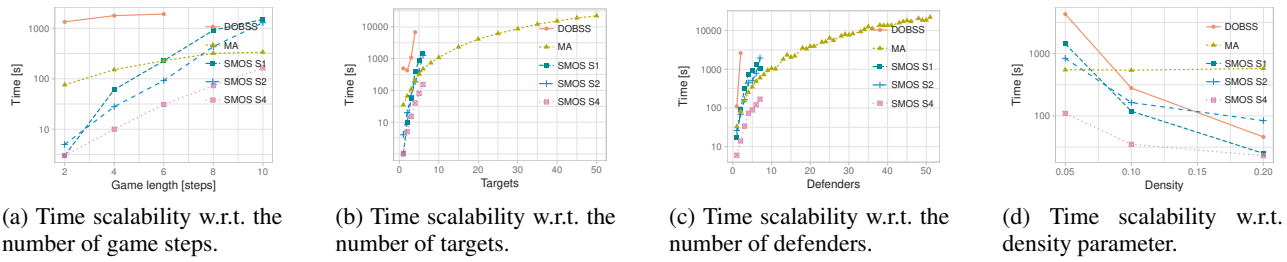 1000
100
10
Time [s]
2
4
6
8
10
Game length [steps]
DOBSS
MA
SMOS S1
SMOS S2
SMOS S4
(a) Time scalability w.r.t. the
number of game steps.
10000
1000
100
10
Time [s]
0
10
20
30
40
50
Targets
DOBSS
MA
SMOS S1
SMOS S2
SMOS S4
(b) Time scalability w.r.t. the
number of targets.
10000
1000
100
10
Time [s]
0
10
20
30
40
50
Defenders
DOBSS
MA
SMOS S1
SMOS S2
SMOS S4
(c) Time scalability w.r.t. the
number of defenders.
1000
100
Time [s]
0.05
0.10
0.20
Density
DOBSS
MA
SMOS S1
SMOS S2
SMOS S4
(d) Time scalability w.r.t.
density parameter.